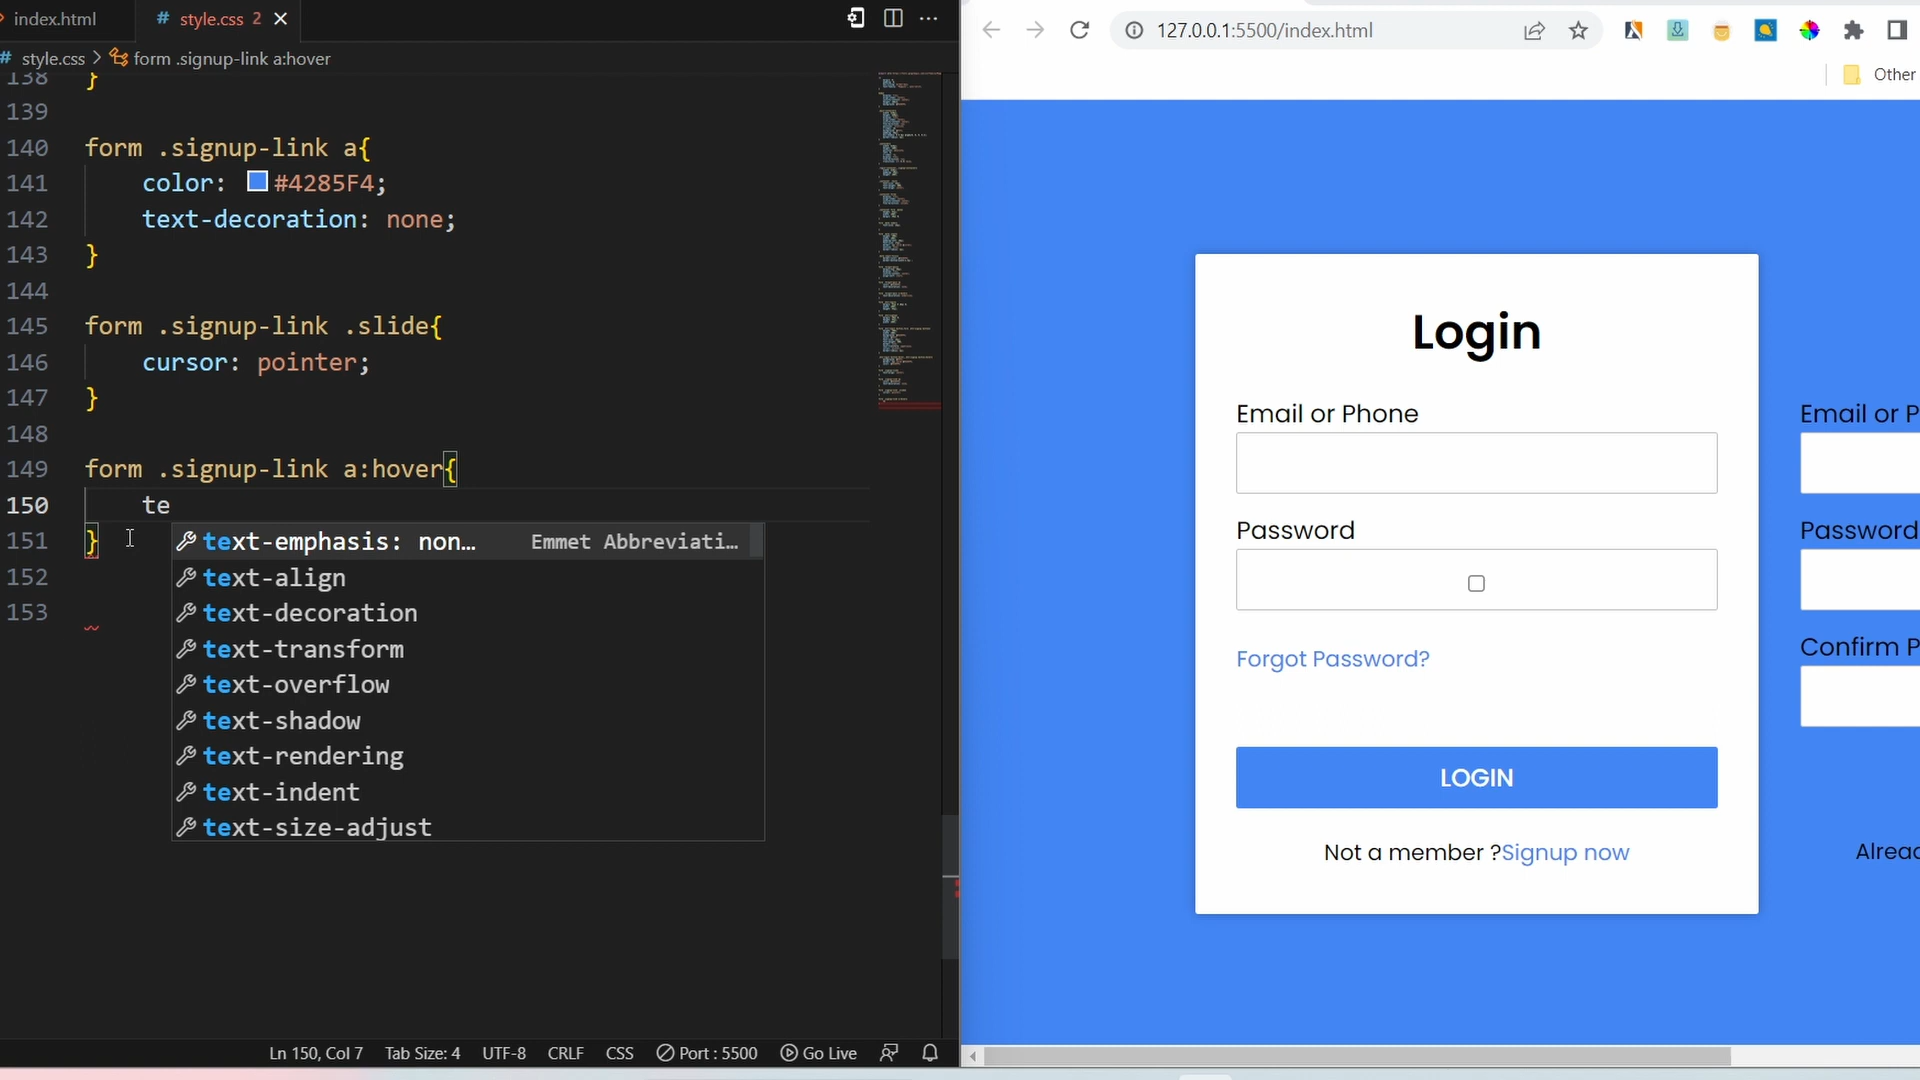 index.html
# style.css 2
# style.css > form .signup-link a:hover
138 }
139
140 form .signup-link a{
141 color: #4285F4;
142 text-decoration: none;
143 }
144
145 form .signup-link .slide{
146 cursor: pointer;
147 }
148
149 form .signup-link a:hover{
150 te
151 }
152
153
text-emphasis: non… Emmet Abbreviati…
text-align
text-decoration
text-transform
text-overflow
text-shadow
text-rendering
text-indent
text-size-adjust
Ln 150, Col 7 Tab Size: 4 UTF-8 CRLF CSS Port : 5500 Go Live
127.0.0.1:5500/index.html
Other
Login
Email or Phone
Password
Forgot Password?
LOGIN
Not a member ?Signup now
Email or P
Password
Confirm P
Alreac